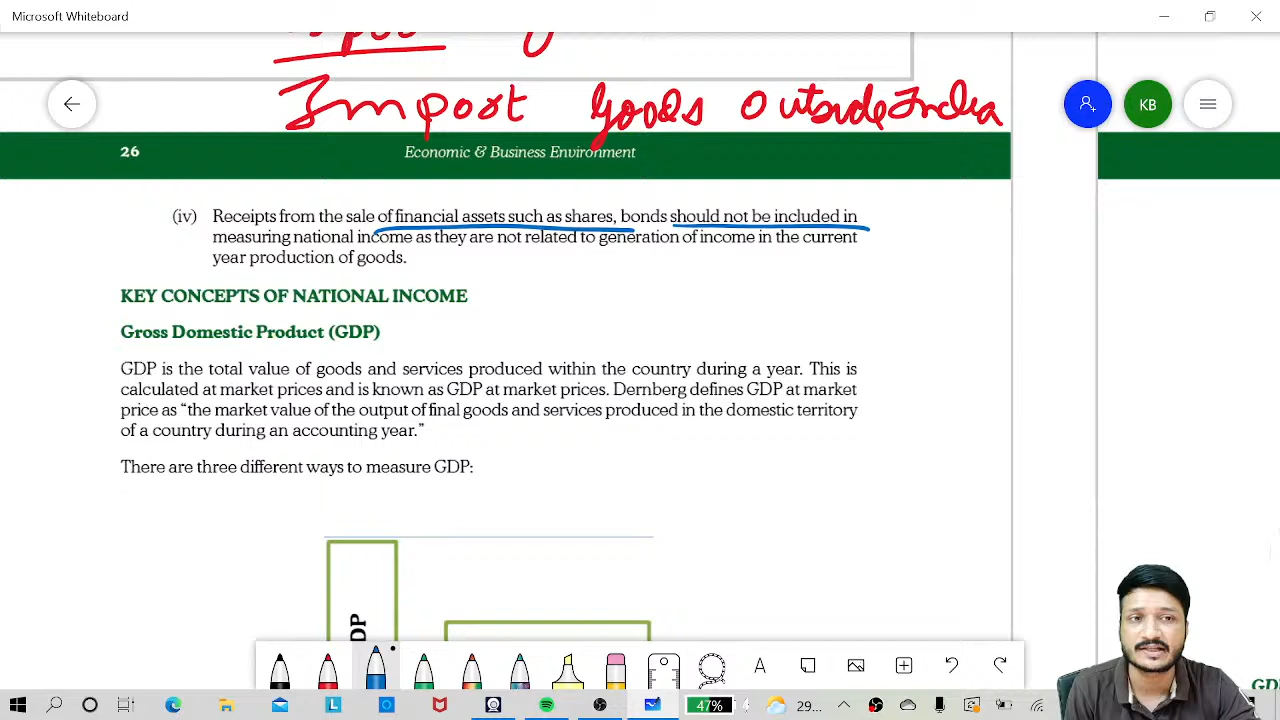 Microsoft Whiteboard
Import goods outside India
KB
26
Economic & Business Environment
(iv) Receipts from the sale of financial assets such as shares, bonds should not be included in
measuring national income as they are not related to generation of income in the current
year production of goods.
KEY CONCEPTS OF NATIONAL INCOME
Gross Domestic Product (GDP)
GDP is the total value of goods and services produced within the country during a year. This is
calculated at market prices and is known as GDP at market prices. Dernberg defines GDP at market
price as “the market value of the output of final goods and services produced in the domestic territory
of a country during an accounting year.”
There are three different ways to measure GDP:
DP
A
47%
29...
GD